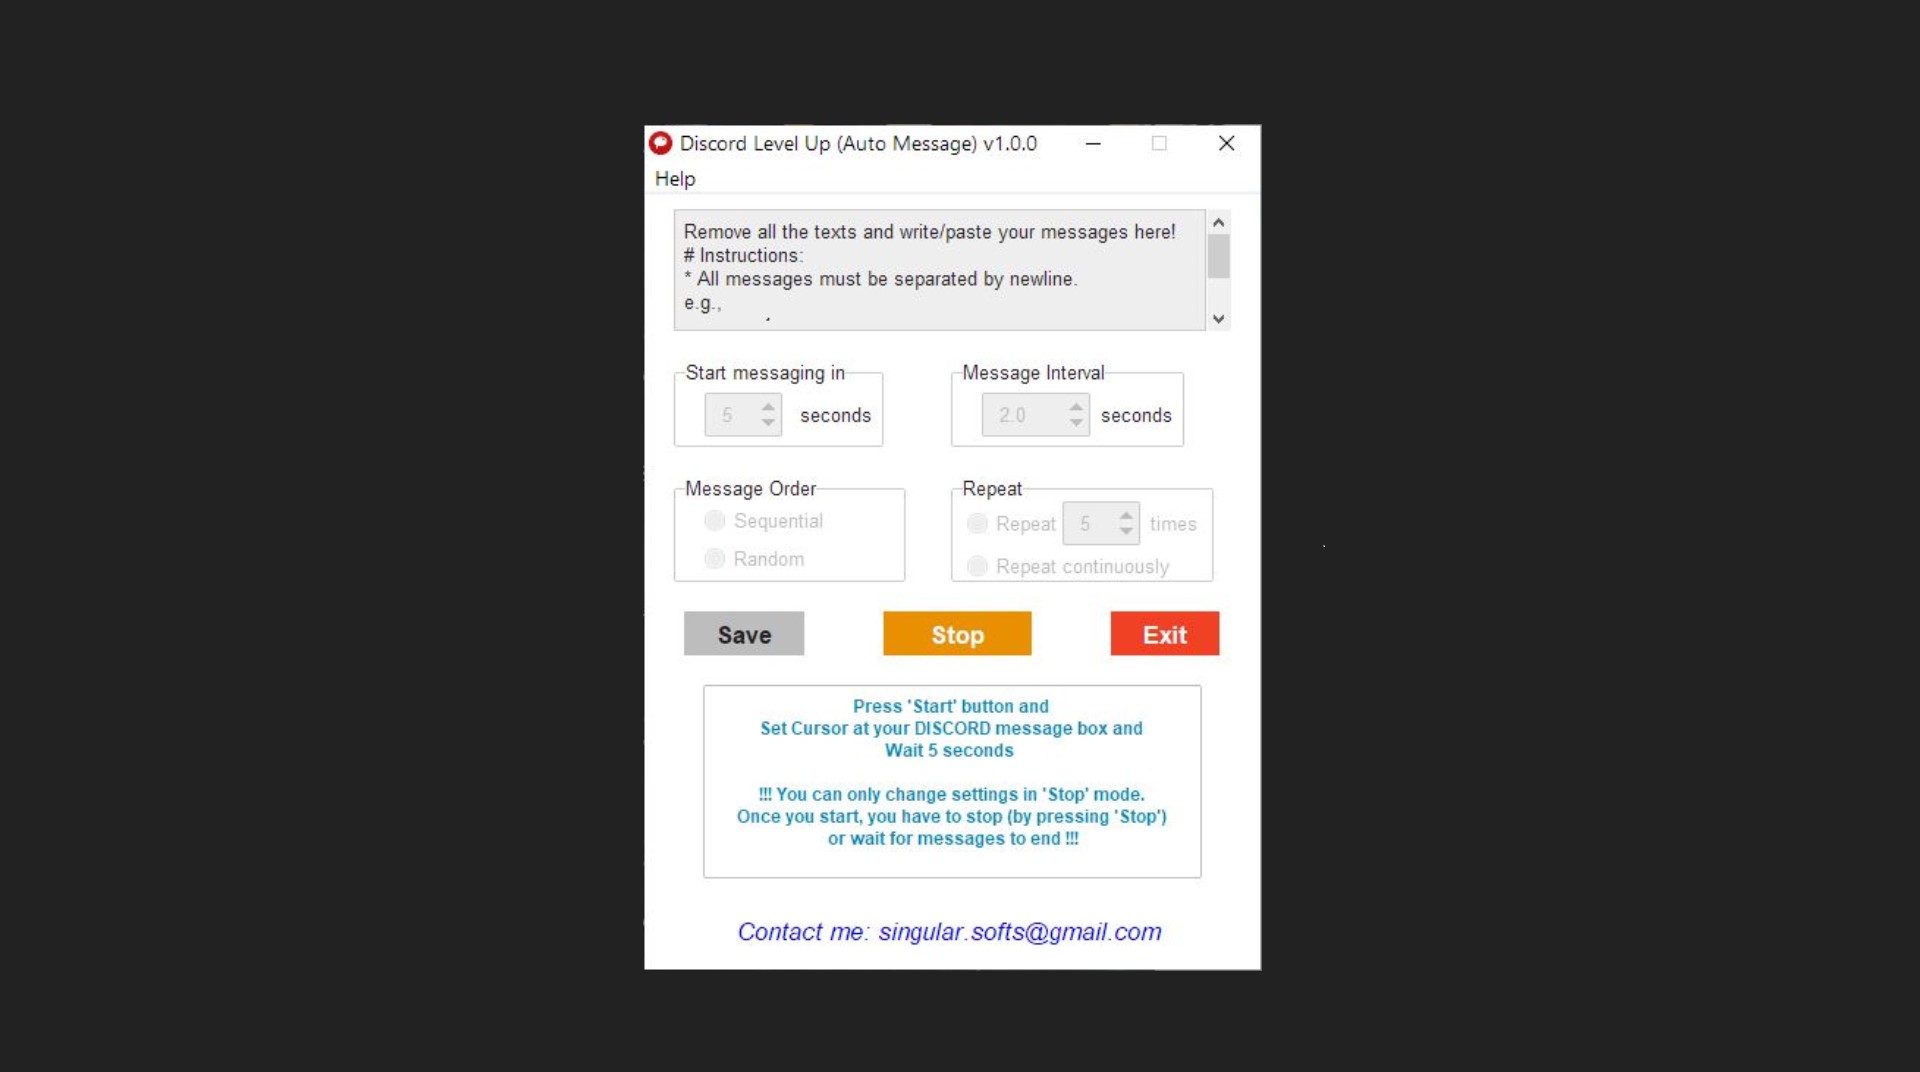 Discord Level Up (Auto Message) v1.0.0
Help
Remove all the texts and write/paste your messages here!
# Instructions:
* All messages must be separated by newline.
e.g.,
Start messaging in
5 seconds
Message Interval
2.0 seconds
Message Order
Sequential
Random
Repeat
Repeat 5 times
Repeat continuously
Save
Stop
Exit
Press 'Start' button and
Set Cursor at your DISCORD message box and
Wait 5 seconds
!!! You can only change settings in 'Stop' mode.
Once you start, you have to stop (by pressing 'Stop')
or wait for messages to end !!!
Contact me: singular.softs@gmail.com